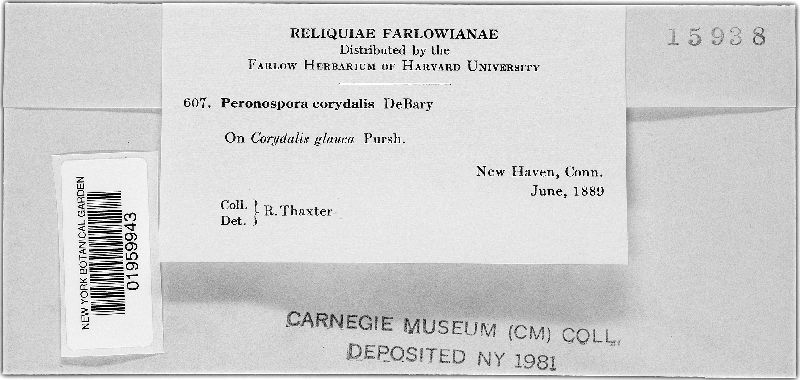 RELIQUIAE FARLOWIANAE
Distributed by the
FARLOW HERBARIUM OF HARVARD UNIVERSITY
15938
607. Peronospora corydalis DeBary
On Corydalis glauca Pursh.
New Haven, Conn.
June, 1889
Coll. } R. Thaxter
Det.
NEW YORK BOTANICAL GARDEN
01959943
CARNEGIE MUSEUM (CM) COLL.
DEPOSITED NY 1981